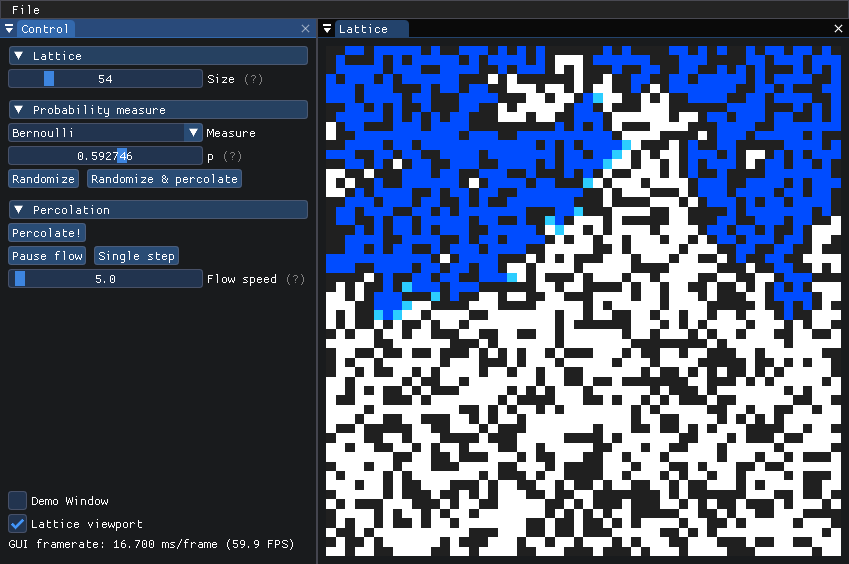 File
Control
Lattice
Lattice
54 Size (?)
Probability measure
Bernoulli Measure
0.592746 p (?)
Randomize Randomize & percolate
Percolation
Percolate!
Pause flow Single step
5.0 Flow speed (?)
Demo Window
Lattice viewport
GUI framerate: 16.700 ms/frame (59.9 FPS)